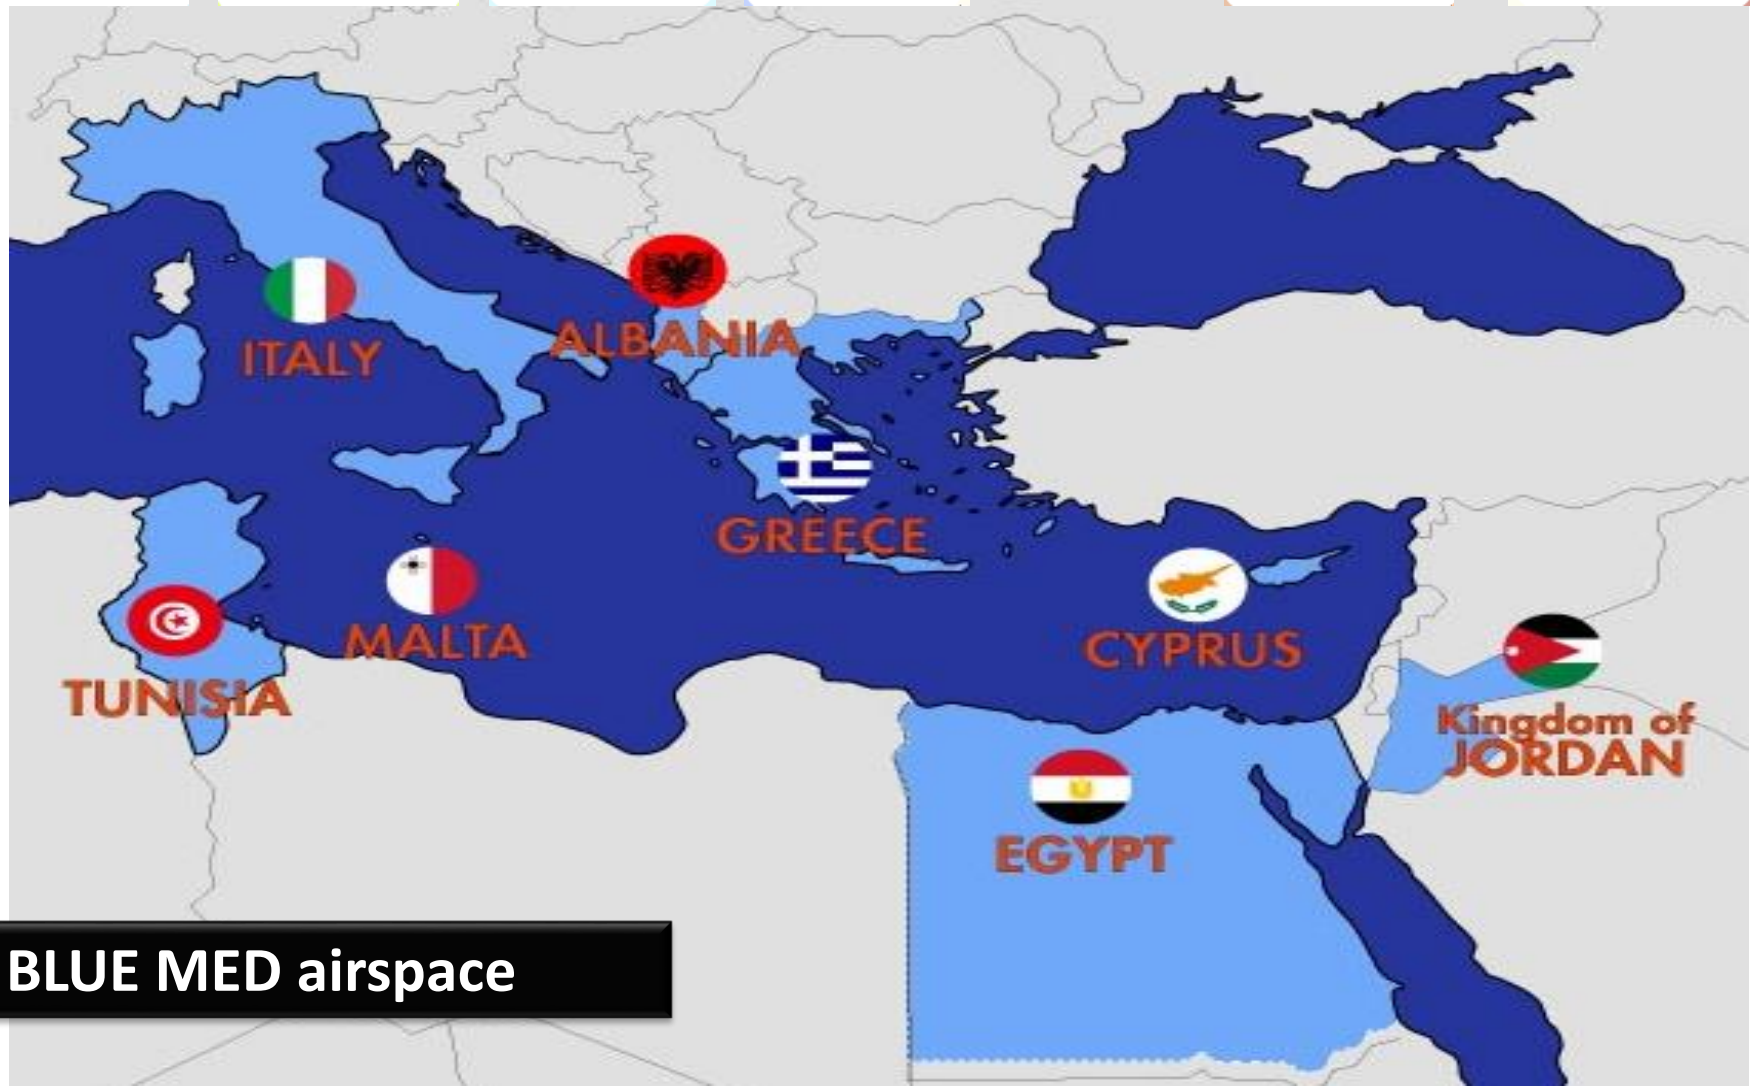 ITALY
ALBANIA
GREECE
MALTA
TUNISIA
CYPRUS
Kingdom of
JORDAN
EGYPT
BLUE MED airspace